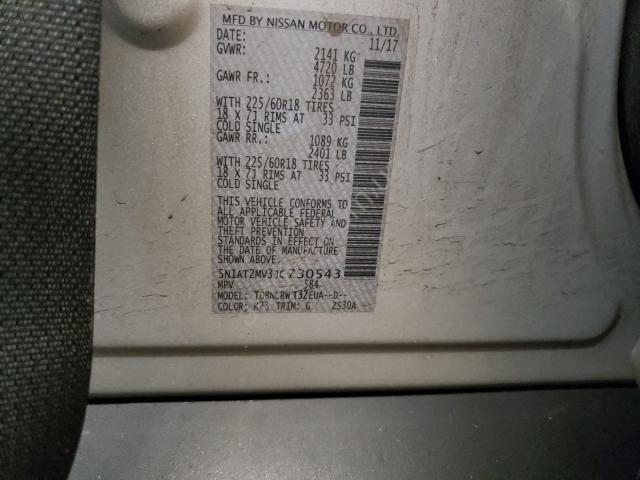 MFD BY NISSAN MOTOR CO., LTD.
DATE: 11/17
GVWR: 2141 KG
4720 LB
GAWR FR.: 1072 KG
2363 LB
WITH 225/60R18 TIRES
18 X 7J RIMS AT 33 PSI
COLD SINGLE
GAWR RR.: 1089 KG
2401 LB
WITH 225/60R18 TIRES
18 X 7J RIMS AT 33 PSI
COLD SINGLE
THIS VEHICLE CONFORMS TO
ALL APPLICABLE FEDERAL
MOTOR VEHICLE SAFETY AND
THEFT PREVENTION
STANDARDS IN EFFECT ON
THE DATE OF MANUFACTURE
SHOWN ABOVE.
5N1AT2MV3JC730543
MPV 584
MODEL: TDBNLRW T32EUA--D--
COLOR: K23 TRIM: G ZS30A